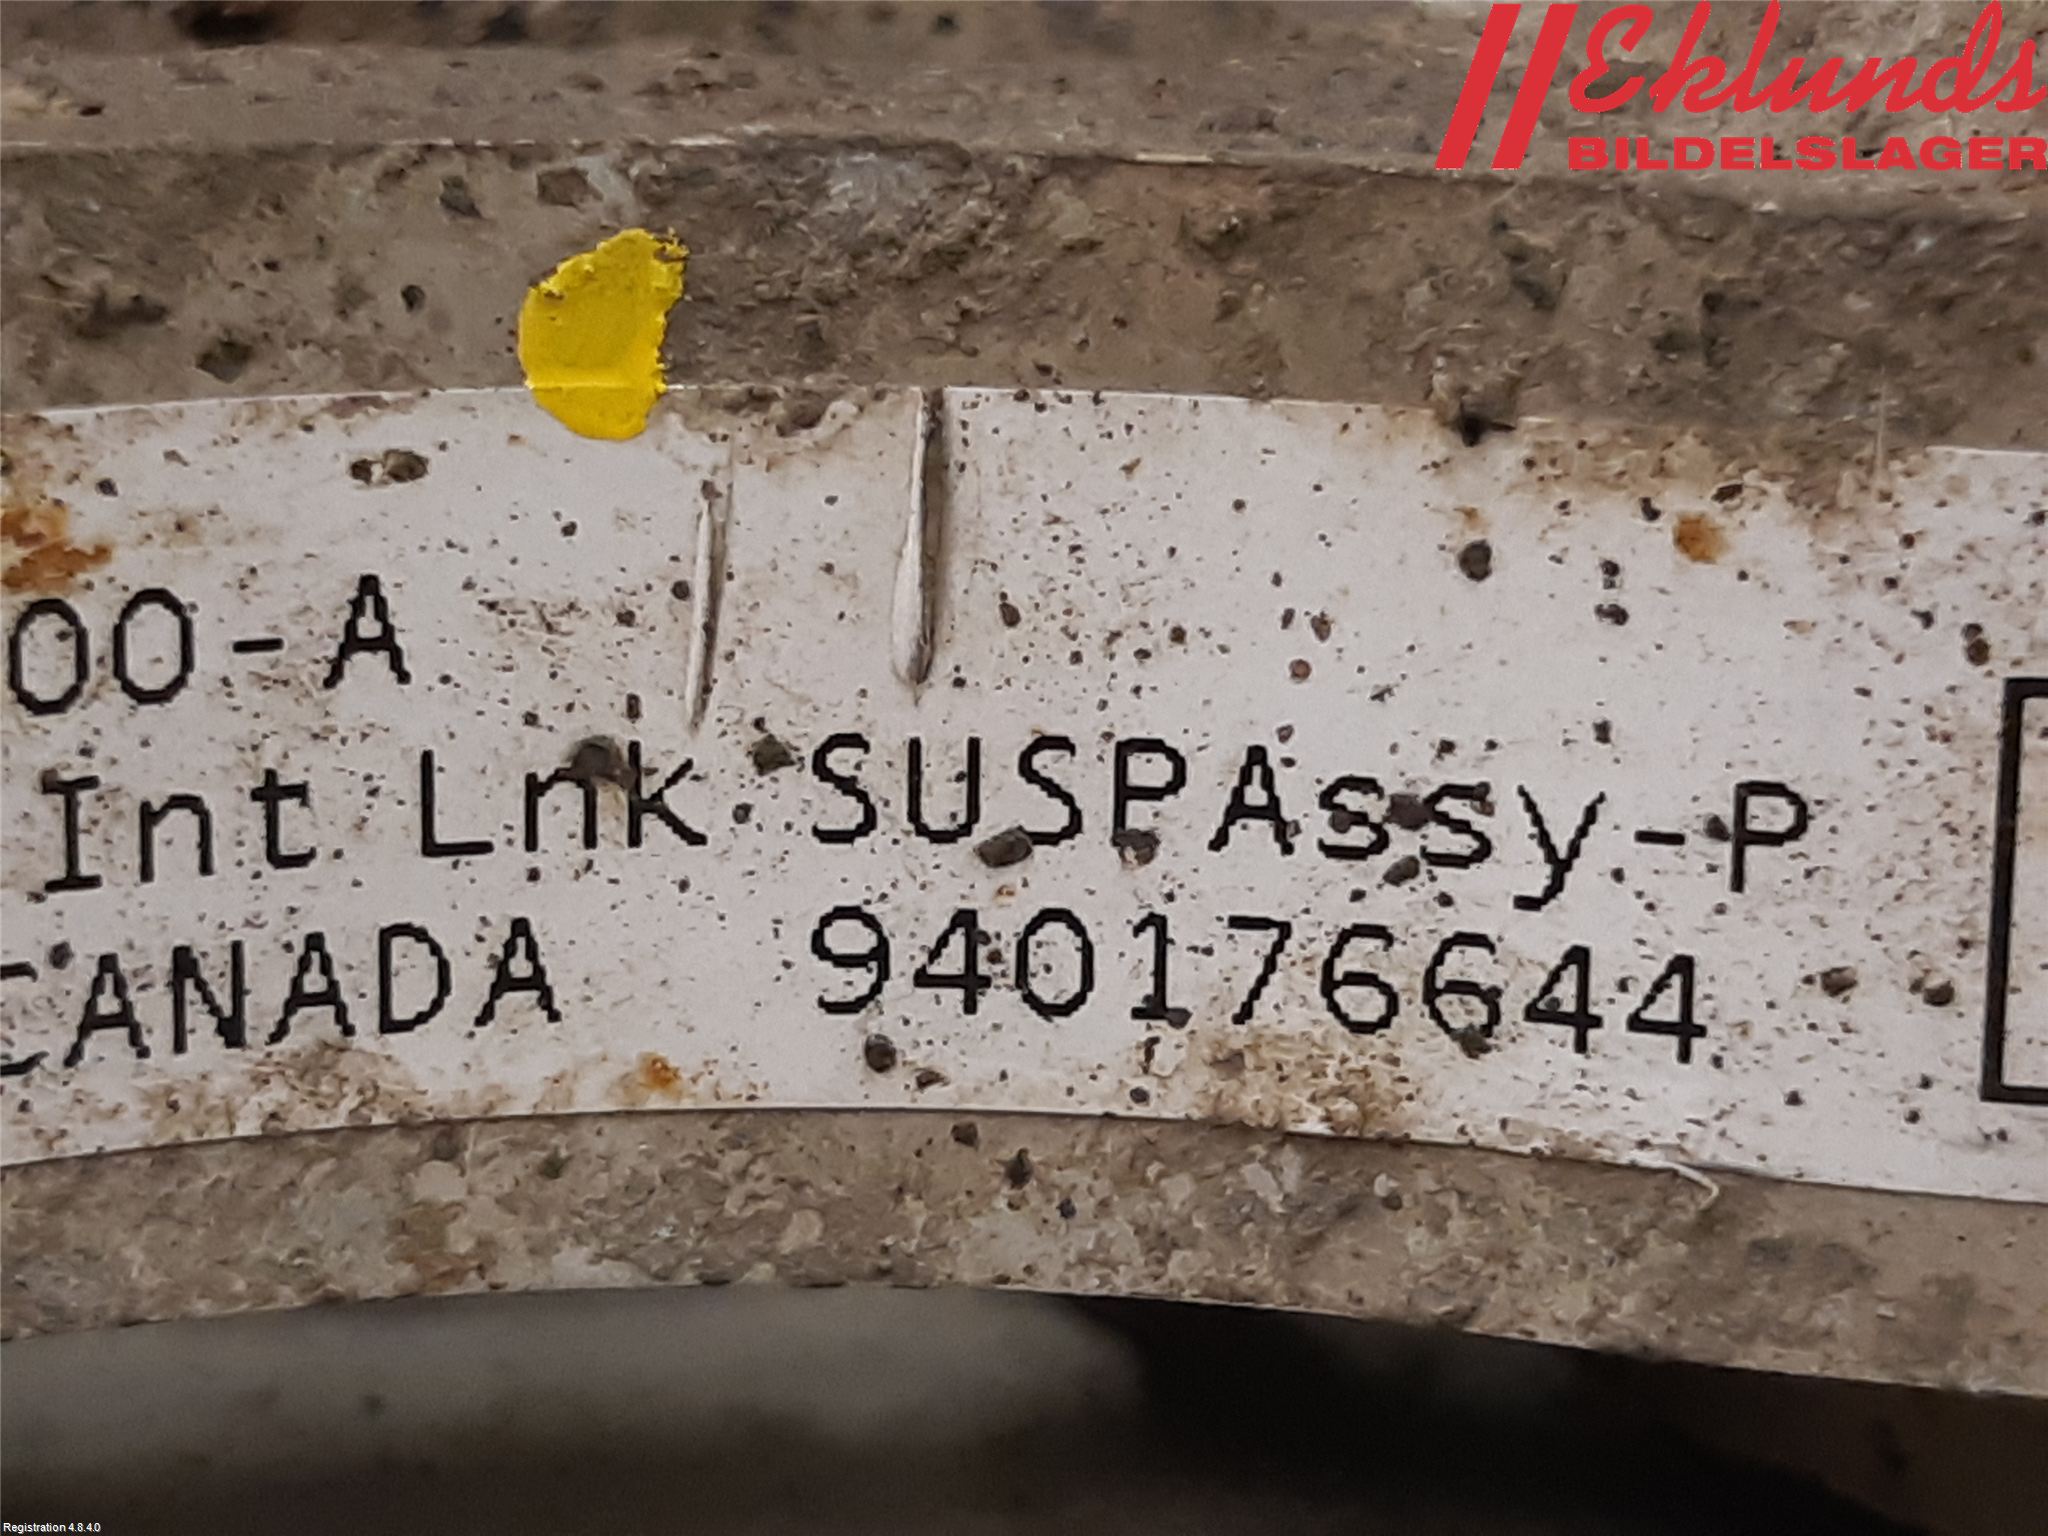 Eklunds
BILDELSLAGER
00-A
Int Lnk SUSPAssy-P
CANADA 940176644
Registration 4.8.4.0